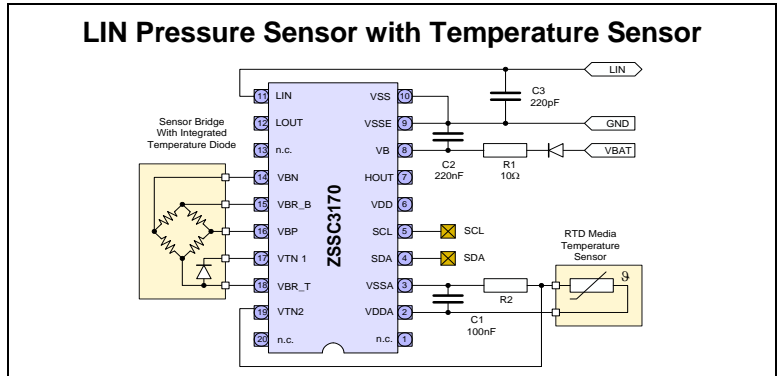 LIN Pressure Sensor with Temperature Sensor
LIN
C3
220pF
GND
VBAT
C2
220nF
R1
10Ω
Sensor Bridge
With Integrated
Temperature Diode
11 LIN
12 LOUT
13 n.c.
14 VBN
15 VBR_B
16 VBP
17 VTN 1
18 VBR_T
19 VTN2
20 n.c.
ZSSC3170
VSS 10
VSSE 9
VB 8
HOUT 7
VDD 6
SCL 5
SDA 4
VSSA 3
VDDA 2
n.c. 1
SCL
SDA
R2
C1
100nF
RTD Media
Temperature
Sensor
ϑ